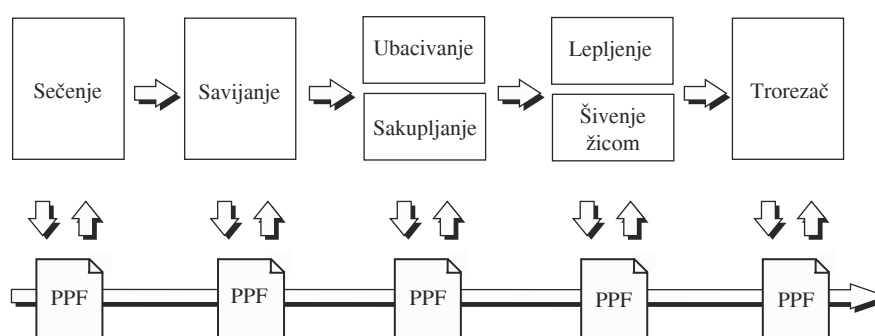 Sečenje
Savijanje
Ubacivanje
Sakupljanje
Lepljenje
Šivenje
žicom
Trorezač
PPF
PPF
PPF
PPF
PPF